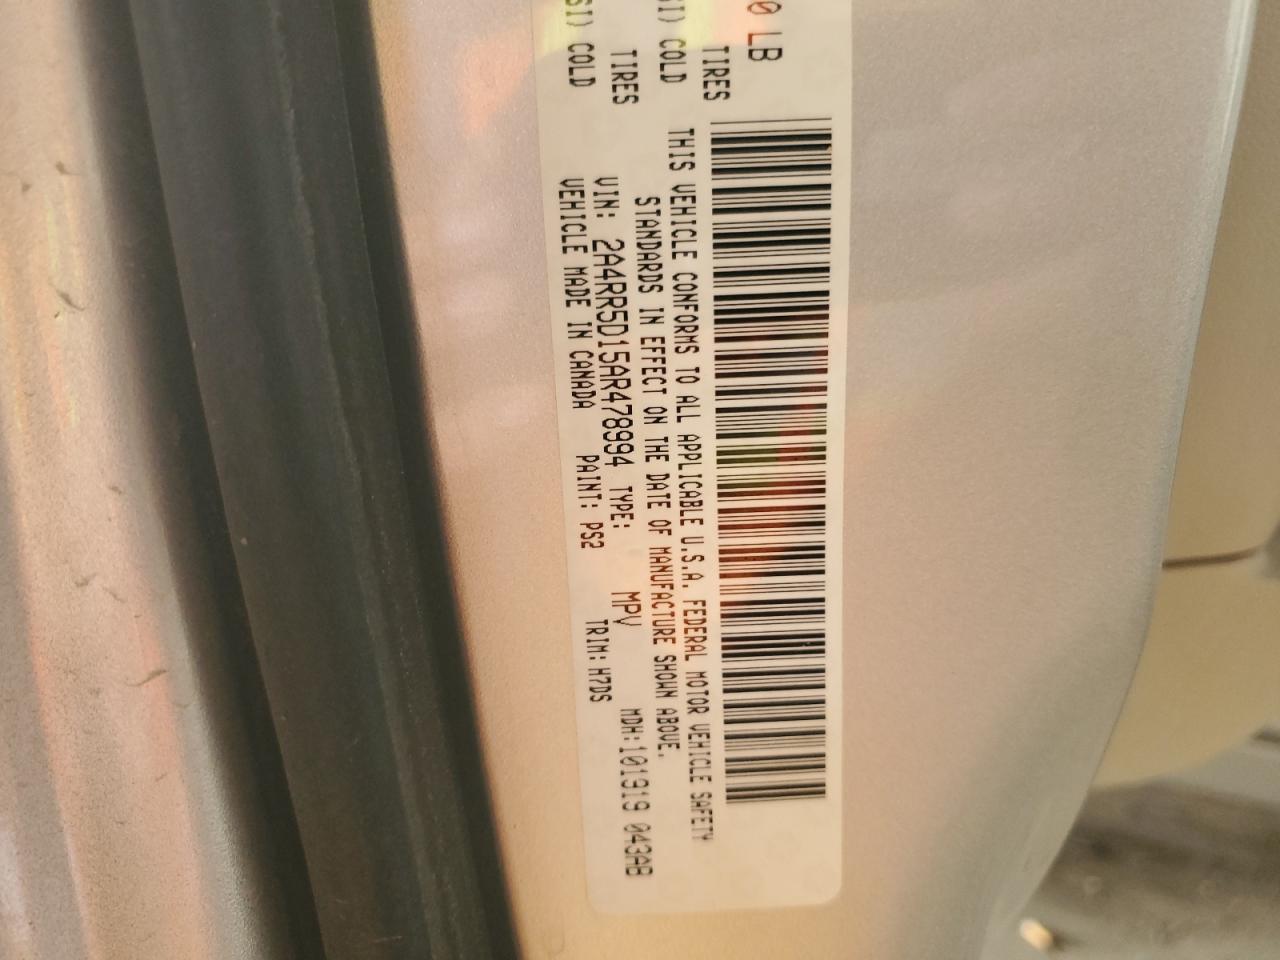 0 LB
TIRES
SI) COLD
TIRES
SI) COLD
THIS VEHICLE CONFORMS TO ALL APPLICABLE U.S.A. FEDERAL MOTOR VEHICLE SAFETY
STANDARDS IN EFFECT ON THE DATE OF MANUFACTURE SHOWN ABOVE.
VIN: 2A4RR5D15AR478994 TYPE: MPV MDH:101919 043AB
VEHICLE MADE IN CANADA PAINT: PS2 TRIM: H7DS